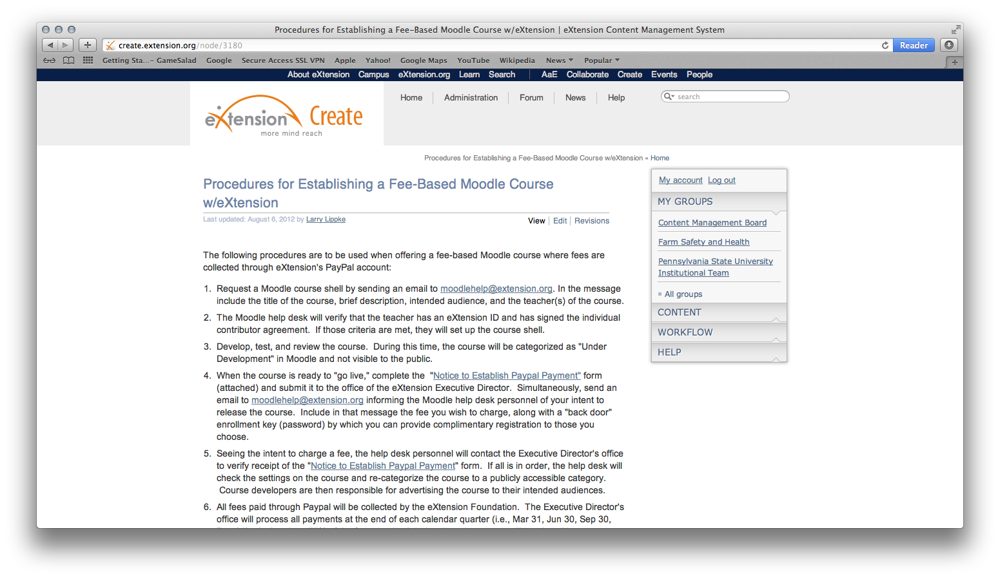 Procedures for Establishing a Fee-Based Moodle Course w/eXtension | eXtension Content Management System
create.extension.org/node/3180
Reader
Getting Sta...- GameSalad Google Secure Access SSL VPN Apple Yahoo! Google Maps YouTube Wikipedia News Popular
About eXtension Campus eXtension.org Learn Search AaE Collaborate Create Events People
Home Administration Forum News Help
search
eXtension Create
more mind reach
Procedures for Establishing a Fee-Based Moodle Course w/eXtension « Home
Procedures for Establishing a Fee-Based Moodle Course
w/eXtension
Last updated: August 6, 2012 by Larry Lippke
View Edit Revisions
The following procedures are to be used when offering a fee-based Moodle course where fees are
collected through eXtension's PayPal account:
1. Request a Moodle course shell by sending an email to moodlehelp@extension.org. In the message
include the title of the course, brief description, intended audience, and the teacher(s) of the course.
2. The Moodle help desk will verify that the teacher has an eXtension ID and has signed the individual
contributor agreement. If those criteria are met, they will set up the course shell.
3. Develop, test, and review the course. During this time, the course will be categorized as "Under
Development" in Moodle and not visible to the public.
4. When the course is ready to "go live," complete the "Notice to Establish Paypal Payment" form
(attached) and submit it to the office of the eXtension Executive Director. Simultaneously, send an
email to moodlehelp@extension.org informing the Moodle help desk personnel of your intent to
release the course. Include in that message the fee you wish to charge, along with a "back door"
enrollment key (password) by which you can provide complimentary registration to those you
choose.
5. Seeing the intent to charge a fee, the help desk personnel will contact the Executive Director's office
to verify receipt of the "Notice to Establish Paypal Payment" form. If all is in order, the help desk will
check the settings on the course and re-categorize the course to a publicly accessible category.
Course developers are then responsible for advertising the course to their intended audiences.
6. All fees paid through Paypal will be collected by the eXtension Foundation. The Executive Director's
office will process all payments at the end of each calendar quarter (i.e., Mar 31, Jun 30, Sep 30,
My account Log out
MY GROUPS
Content Management Board
Farm Safety and Health
Pennsylvania State University
Institutional Team
All groups
CONTENT
WORKFLOW
HELP